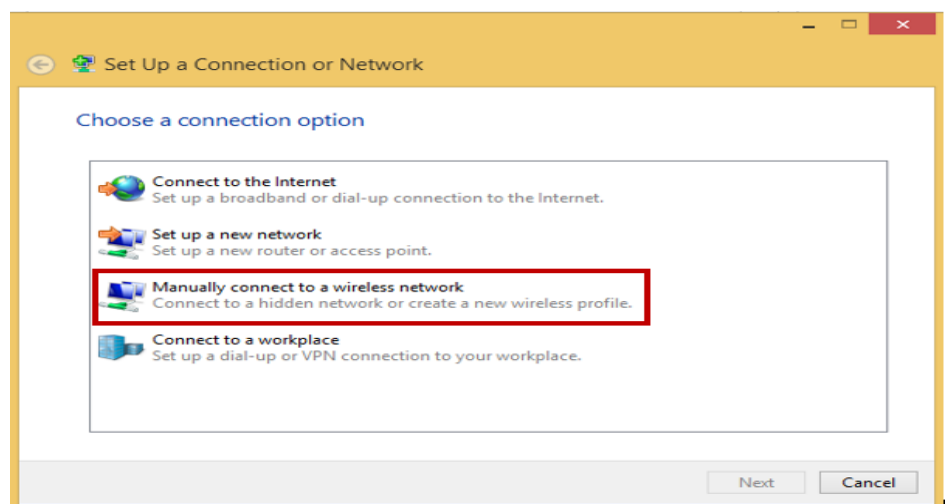 Set Up a Connection or Network
Choose a connection option
Connect to the Internet
Set up a broadband or dial-up connection to the Internet.
Set up a new network
Set up a new router or access point.
Manually connect to a wireless network
Connect to a hidden network or create a new wireless profile.
Connect to a workplace
Set up a dial-up or VPN connection to your workplace.
Next Cancel